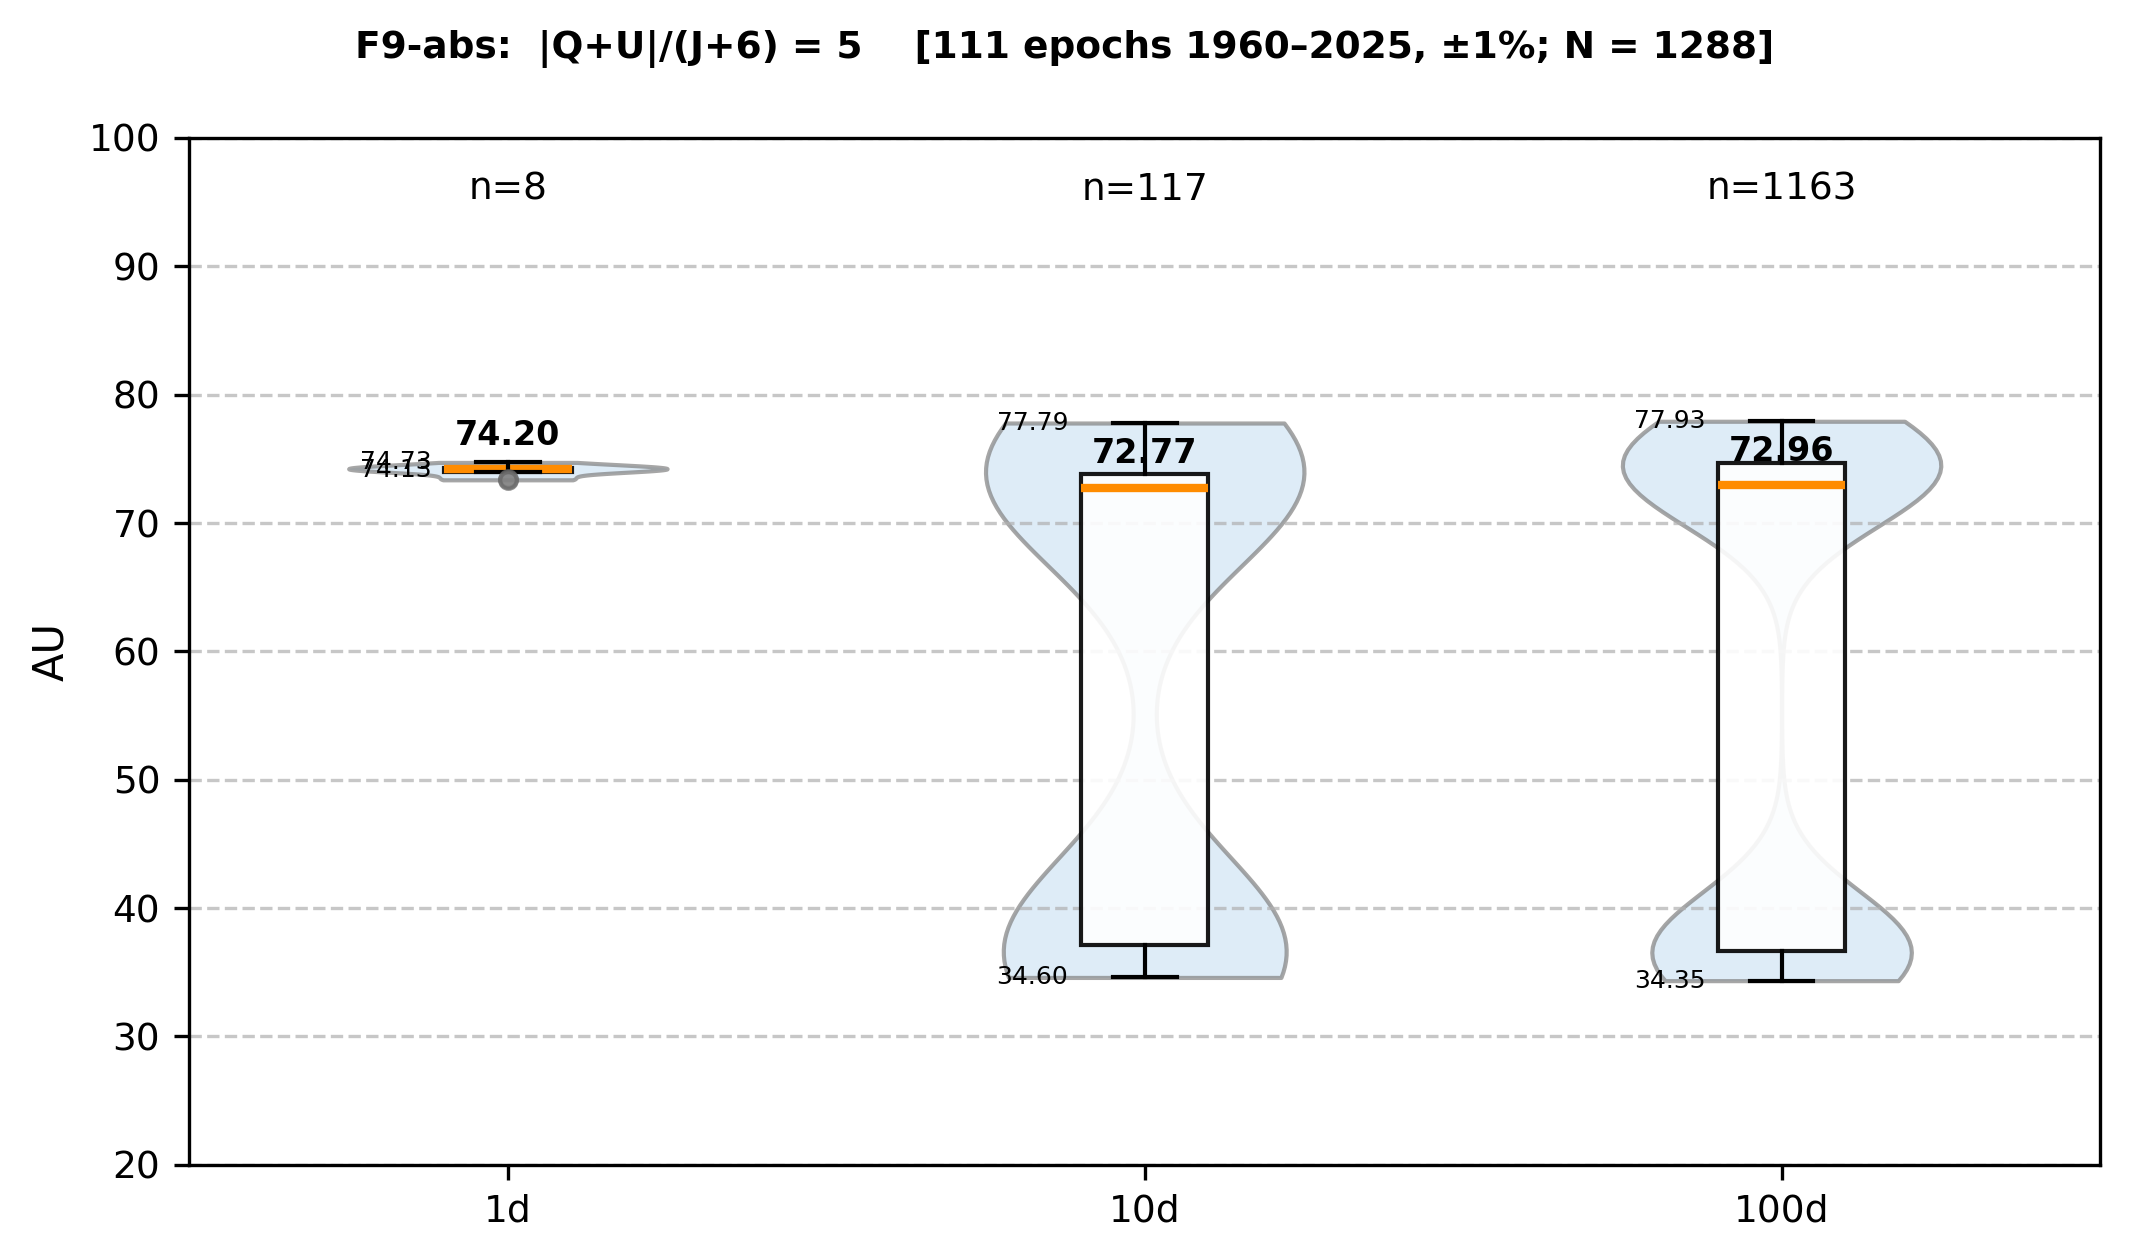 F9-abs: |Q+U|/(J+6) = 5 [111 epochs 1960–2025, ±1%; N = 1288]
100
n=8 n=117 n=1163
90
80
77.79 77.93
74.20 72.77 72.96
74.73
74.13
70
60
AU
50
40
34.60 34.35
30
20
1d 10d 100d